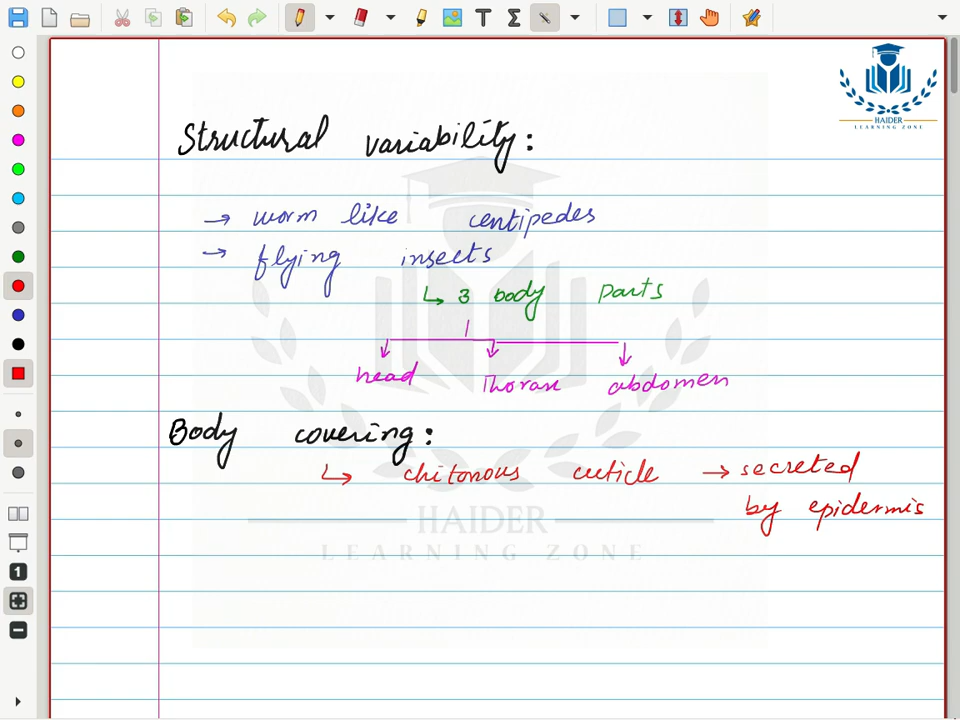 HAIDER
LEARNING ZONE
Structural variability:
→ worm like centipedes
→ flying insects
↳ 3 body parts
head Thorax abdomen
Body covering:
↳ chitonous cuticle → secreted
by epidermis
HAIDER
LEARNING ZONE